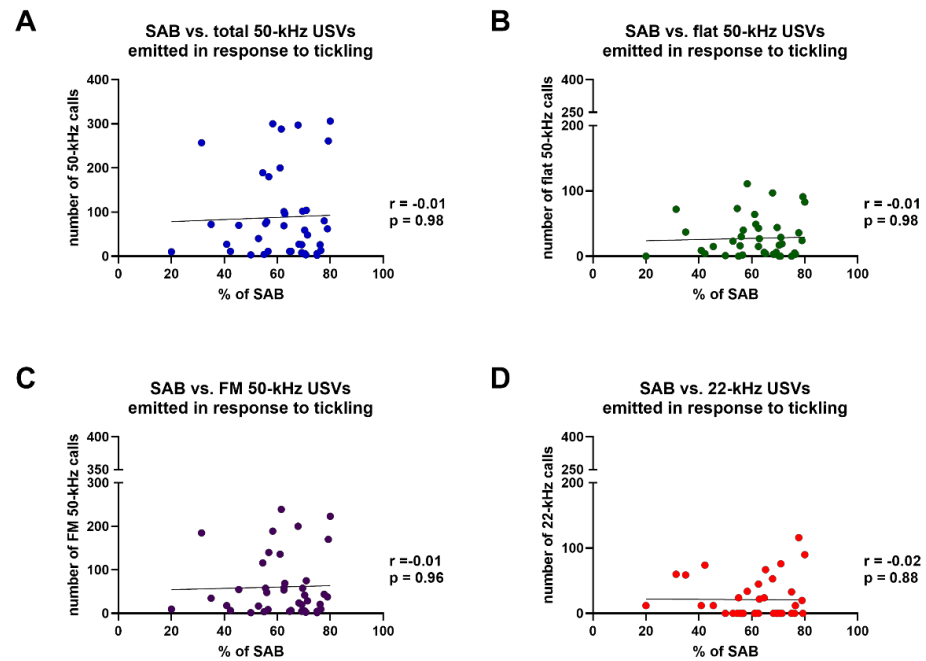 A
SAB vs. total 50-kHz USVs
emitted in response to tickling
number of 50-kHz calls
400
300
200
100
0
0 20 40 60 80 100
% of SAB
r = -0.01
p = 0.98
B
SAB vs. flat 50-kHz USVs
emitted in response to tickling
number of flat 50-kHz calls
400
250
200
100
0
0 20 40 60 80 100
% of SAB
r = -0.01
p = 0.98
C
SAB vs. FM 50-kHz USVs
emitted in response to tickling
number of FM 50-kHz calls
400
350
300
200
100
0
0 20 40 60 80 100
% of SAB
r =-0.01
p = 0.96
D
SAB vs. 22-kHz USVs
emitted in response to tickling
number of 22-kHz calls
400
250
200
100
0
0 20 40 60 80 100
% of SAB
r = -0.02
p = 0.88